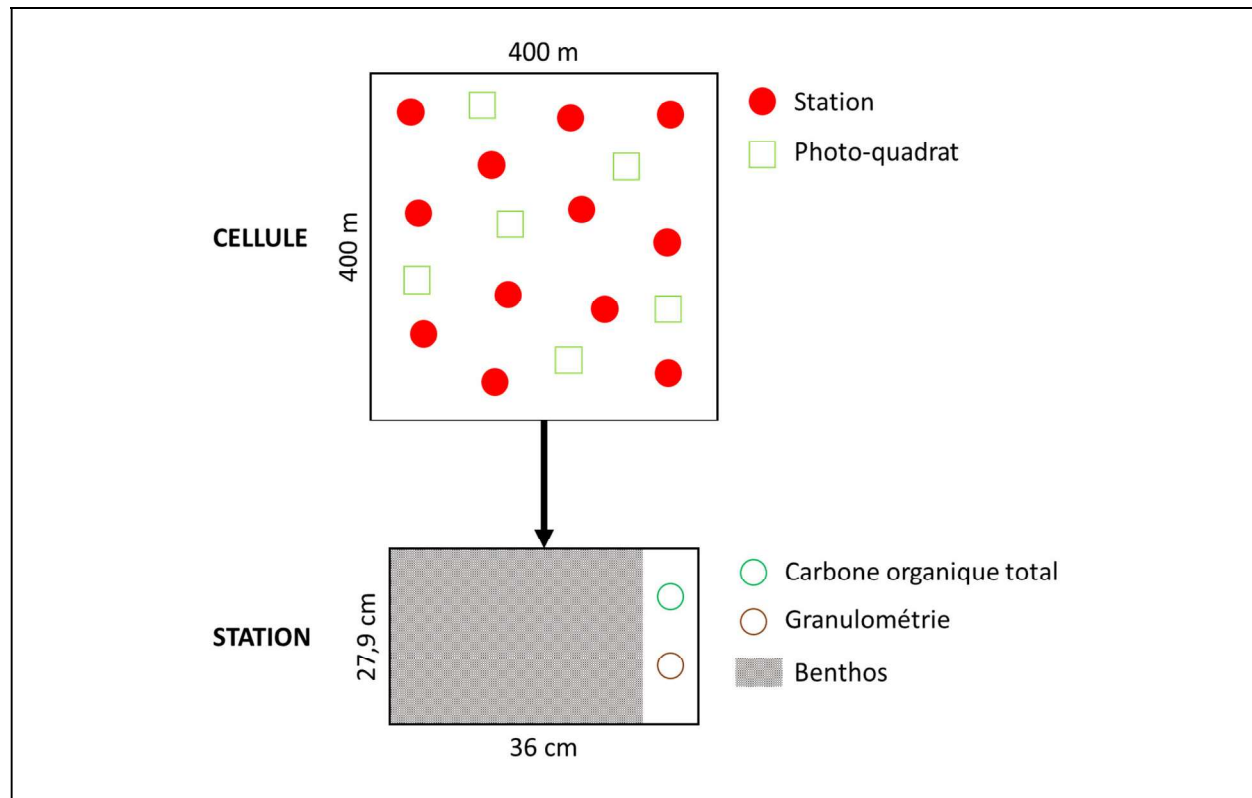 400 m
Station
Photo-quadrat
CELLULE
400 m
Carbone organique total
Granulométrie
STATION
27,9 cm
Benthos
36 cm